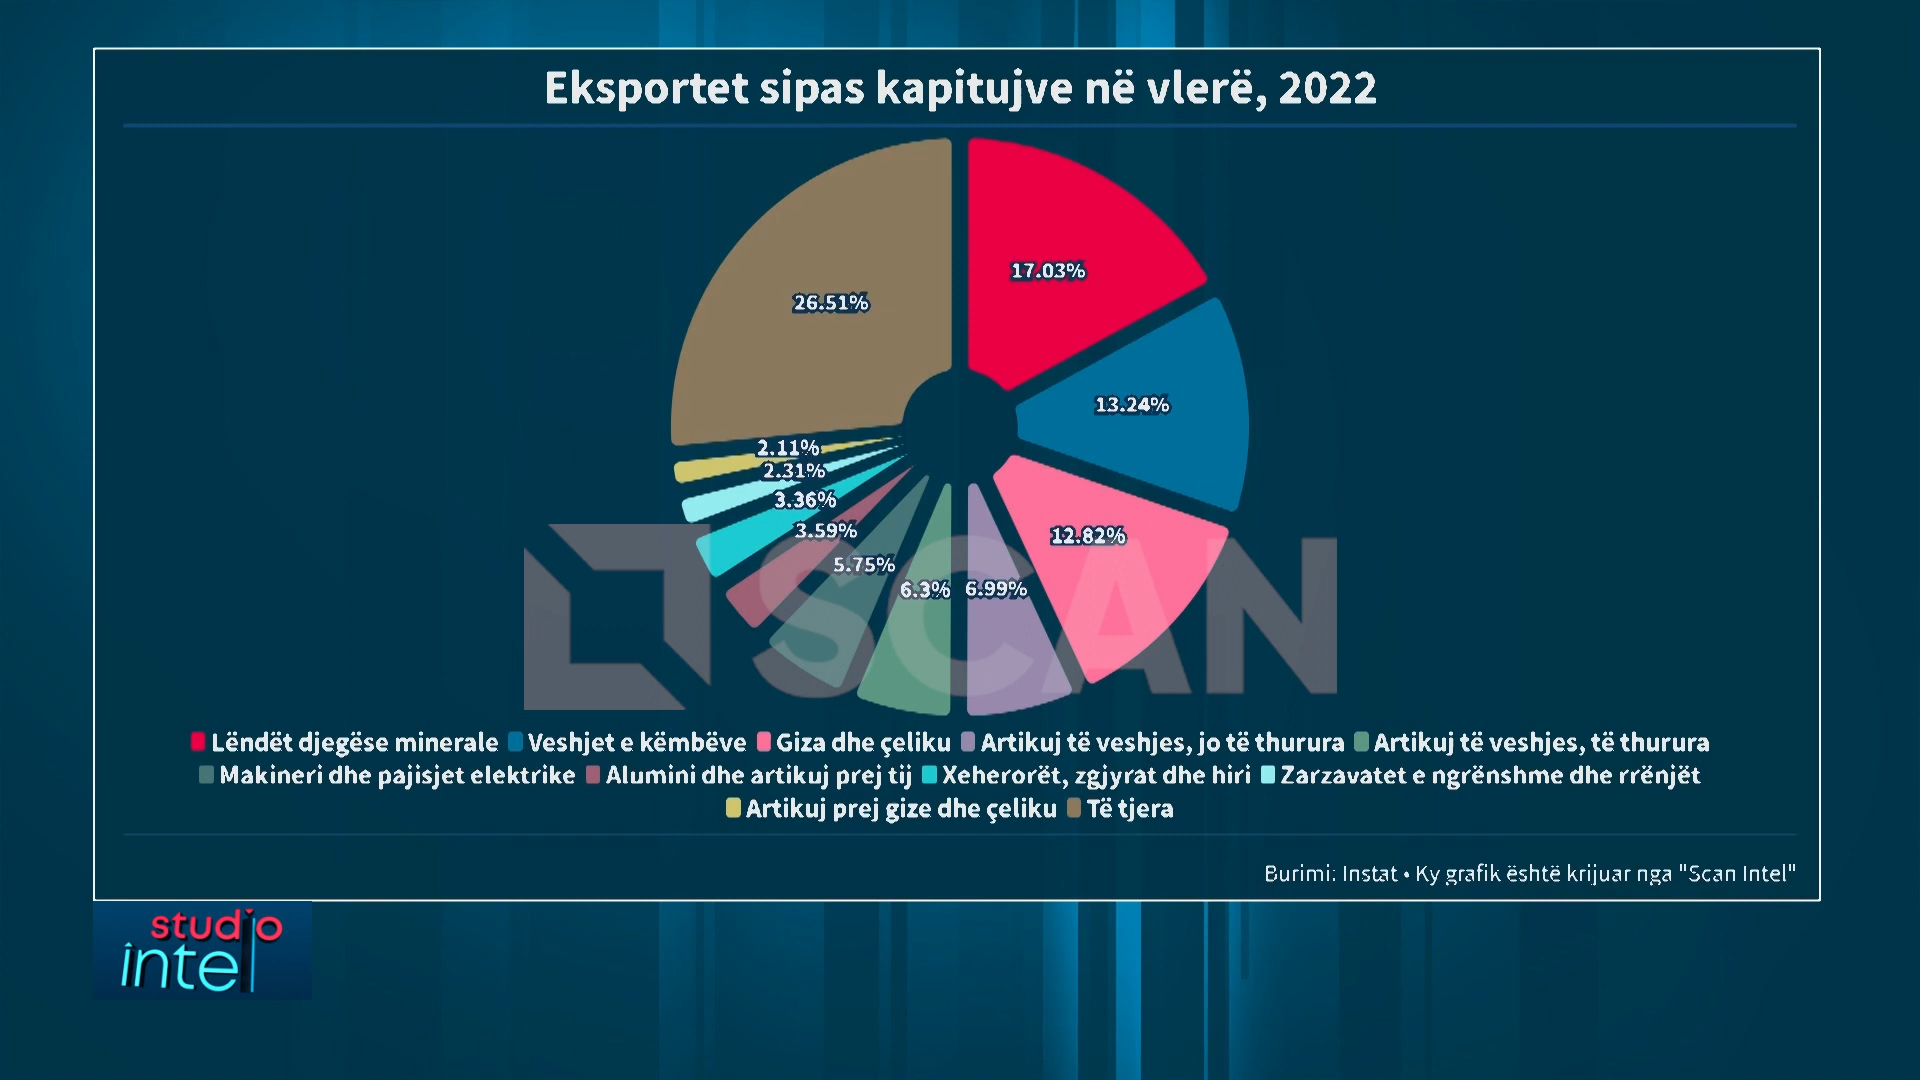 Eksportet sipas kapitujve në vlerë, 2022
17.03%
26.51%
13.24%
2.11%
2.31%
3.36%
3.59%
12.82%
5.75%
6.3%
6.99%
SCAN
Lëndët djegëse minerale Veshjet e këmbëve Giza dhe çeliku Artikuj të veshjes, jo të thurura Artikuj të veshjes, të thurura
Makineri dhe pajisjet elektrike Alumini dhe artikuj prej tij Xeherorët, zgjyrat dhe hiri Zarzavatet e ngrënshme dhe rrënjët
Artikuj prej gize dhe çeliku Të tjera
Burimi: Instat • Ky grafik është krijuar nga "Scan Intel"
studio
intel